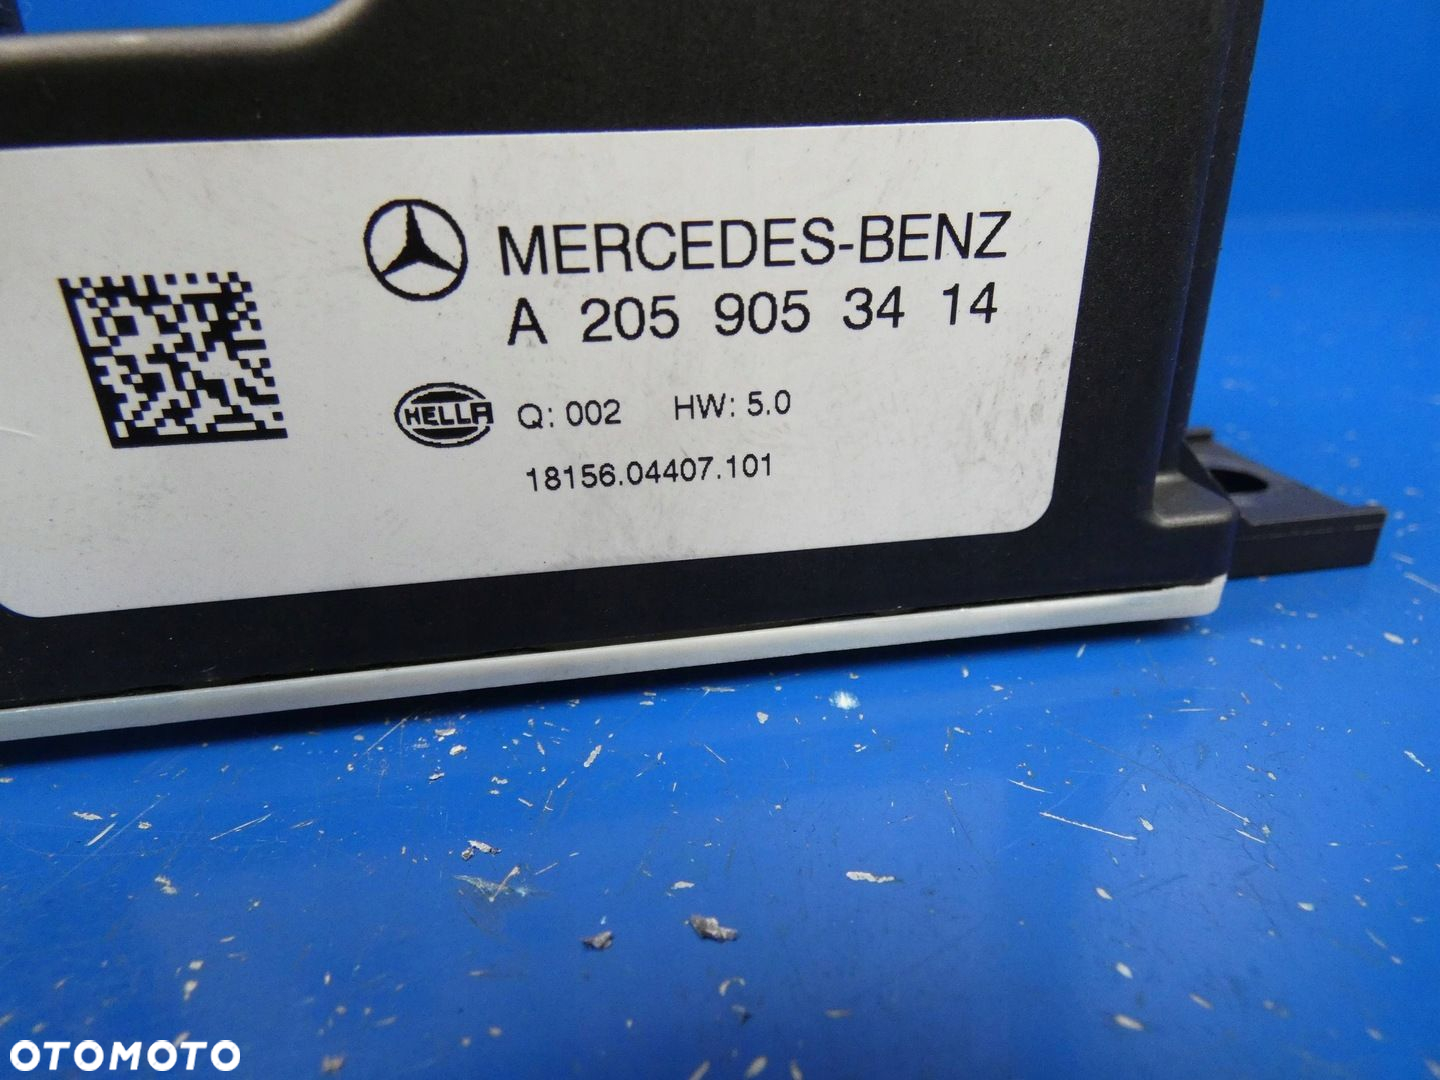 MERCEDES-BENZ
A 205 905 34 14
HELLA Q: 002 HW: 5.0
18156.04407.101
OTOMOTO